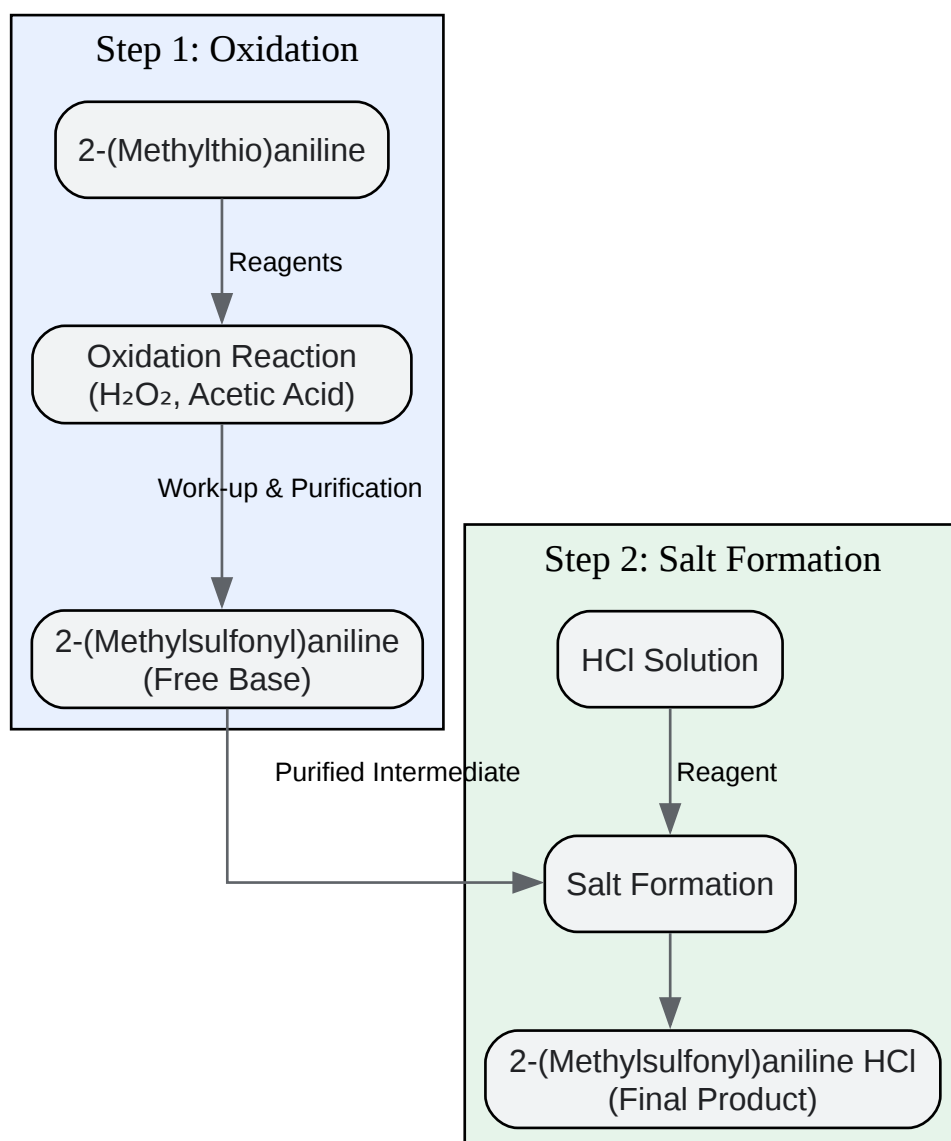 Step 1: Oxidation
2-(Methylthio)aniline
Reagents
Oxidation Reaction
(H₂O₂, Acetic Acid)
Work-up & Purification
2-(Methylsulfonyl)aniline
(Free Base)
Purified Intermediate
Step 2: Salt Formation
HCl Solution
Reagent
Salt Formation
2-(Methylsulfonyl)aniline HCl
(Final Product)